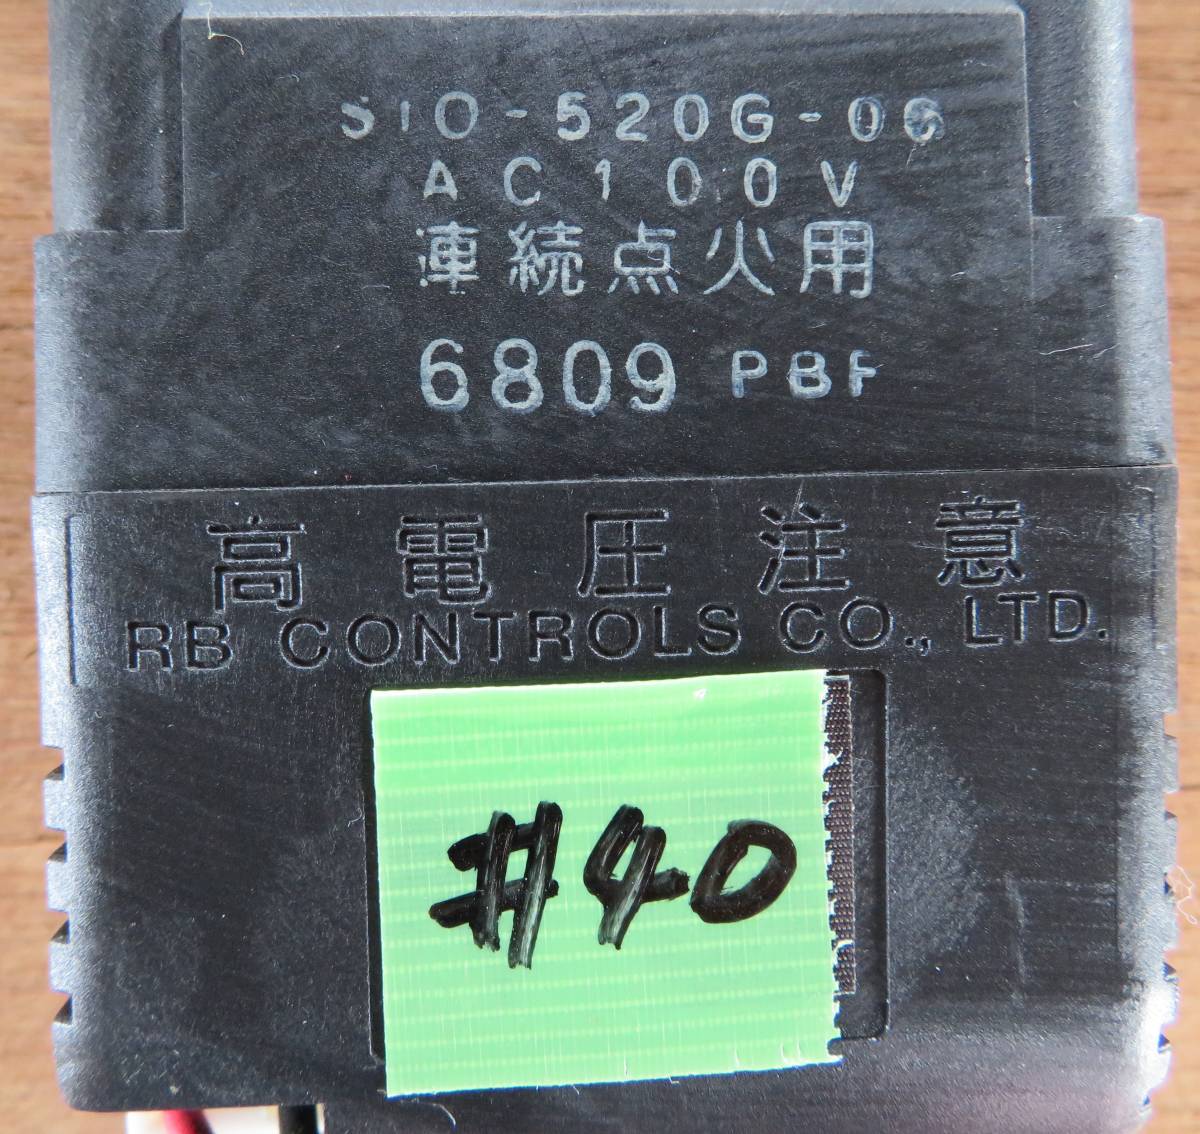 SIO-520G-06
AC100V
連続点火用
6809 PBF
高電圧注意
RB CONTROLS CO., LTD.
#40